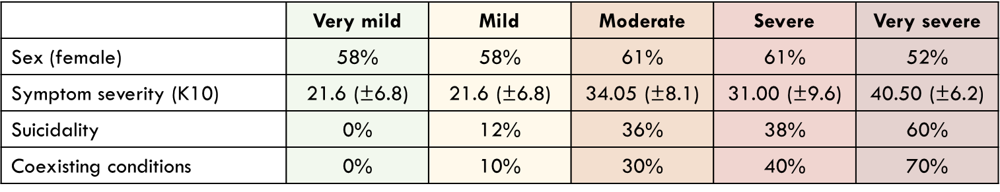 Very mild Mild Moderate Severe Very severe
Sex (female) 58% 58% 61% 61% 52%
Symptom severity (K10) 21.6 (±6.8) 21.6 (±6.8) 34.05 (±8.1) 31.00 (±9.6) 40.50 (±6.2)
Suicidality 0% 12% 36% 38% 60%
Coexisting conditions 0% 10% 30% 40% 70%